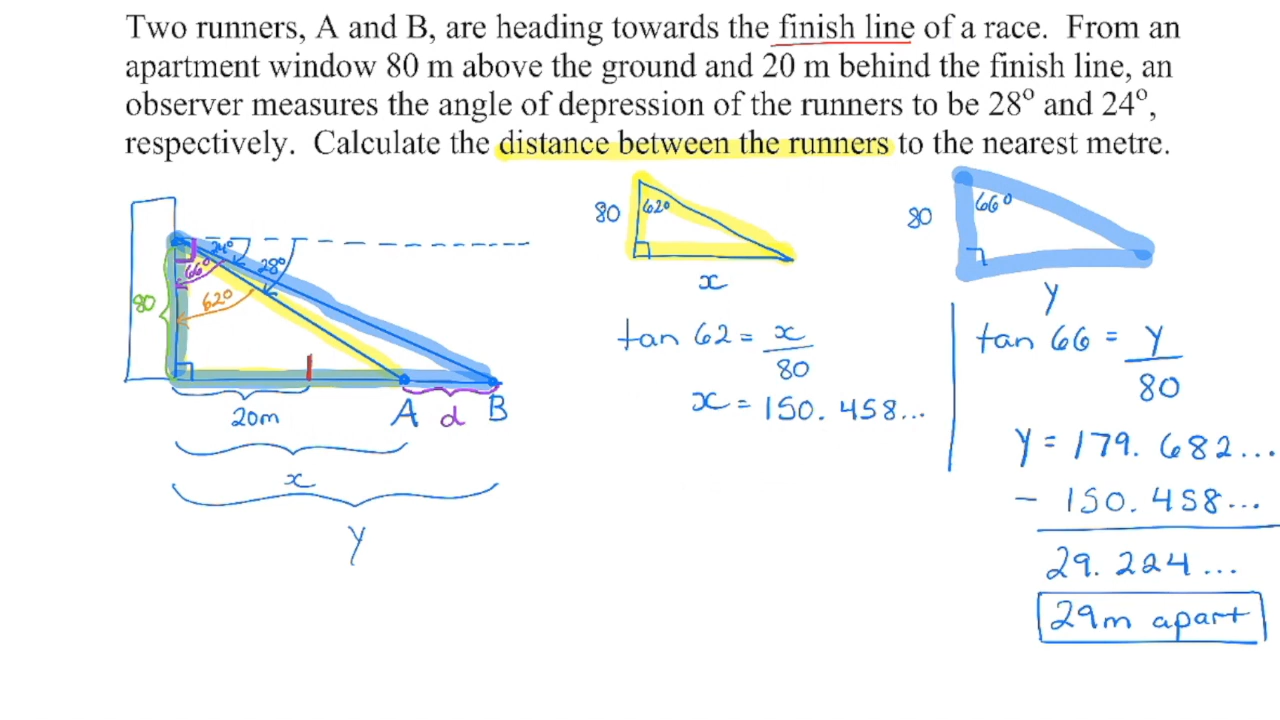 Two runners, A and B, are heading towards the finish line of a race. From an
apartment window 80 m above the ground and 20 m behind the finish line, an
observer measures the angle of depression of the runners to be 28° and 24°,
respectively. Calculate the distance between the runners to the nearest metre.
24°
28°
66°
62°
80
20m
A
d
B
x
y
80
62°
x
tan 62 = x/80
x = 150.458...
80
66°
y
tan 66 = y/80
y = 179.682...
- 150.458...
29.224...
29m apart